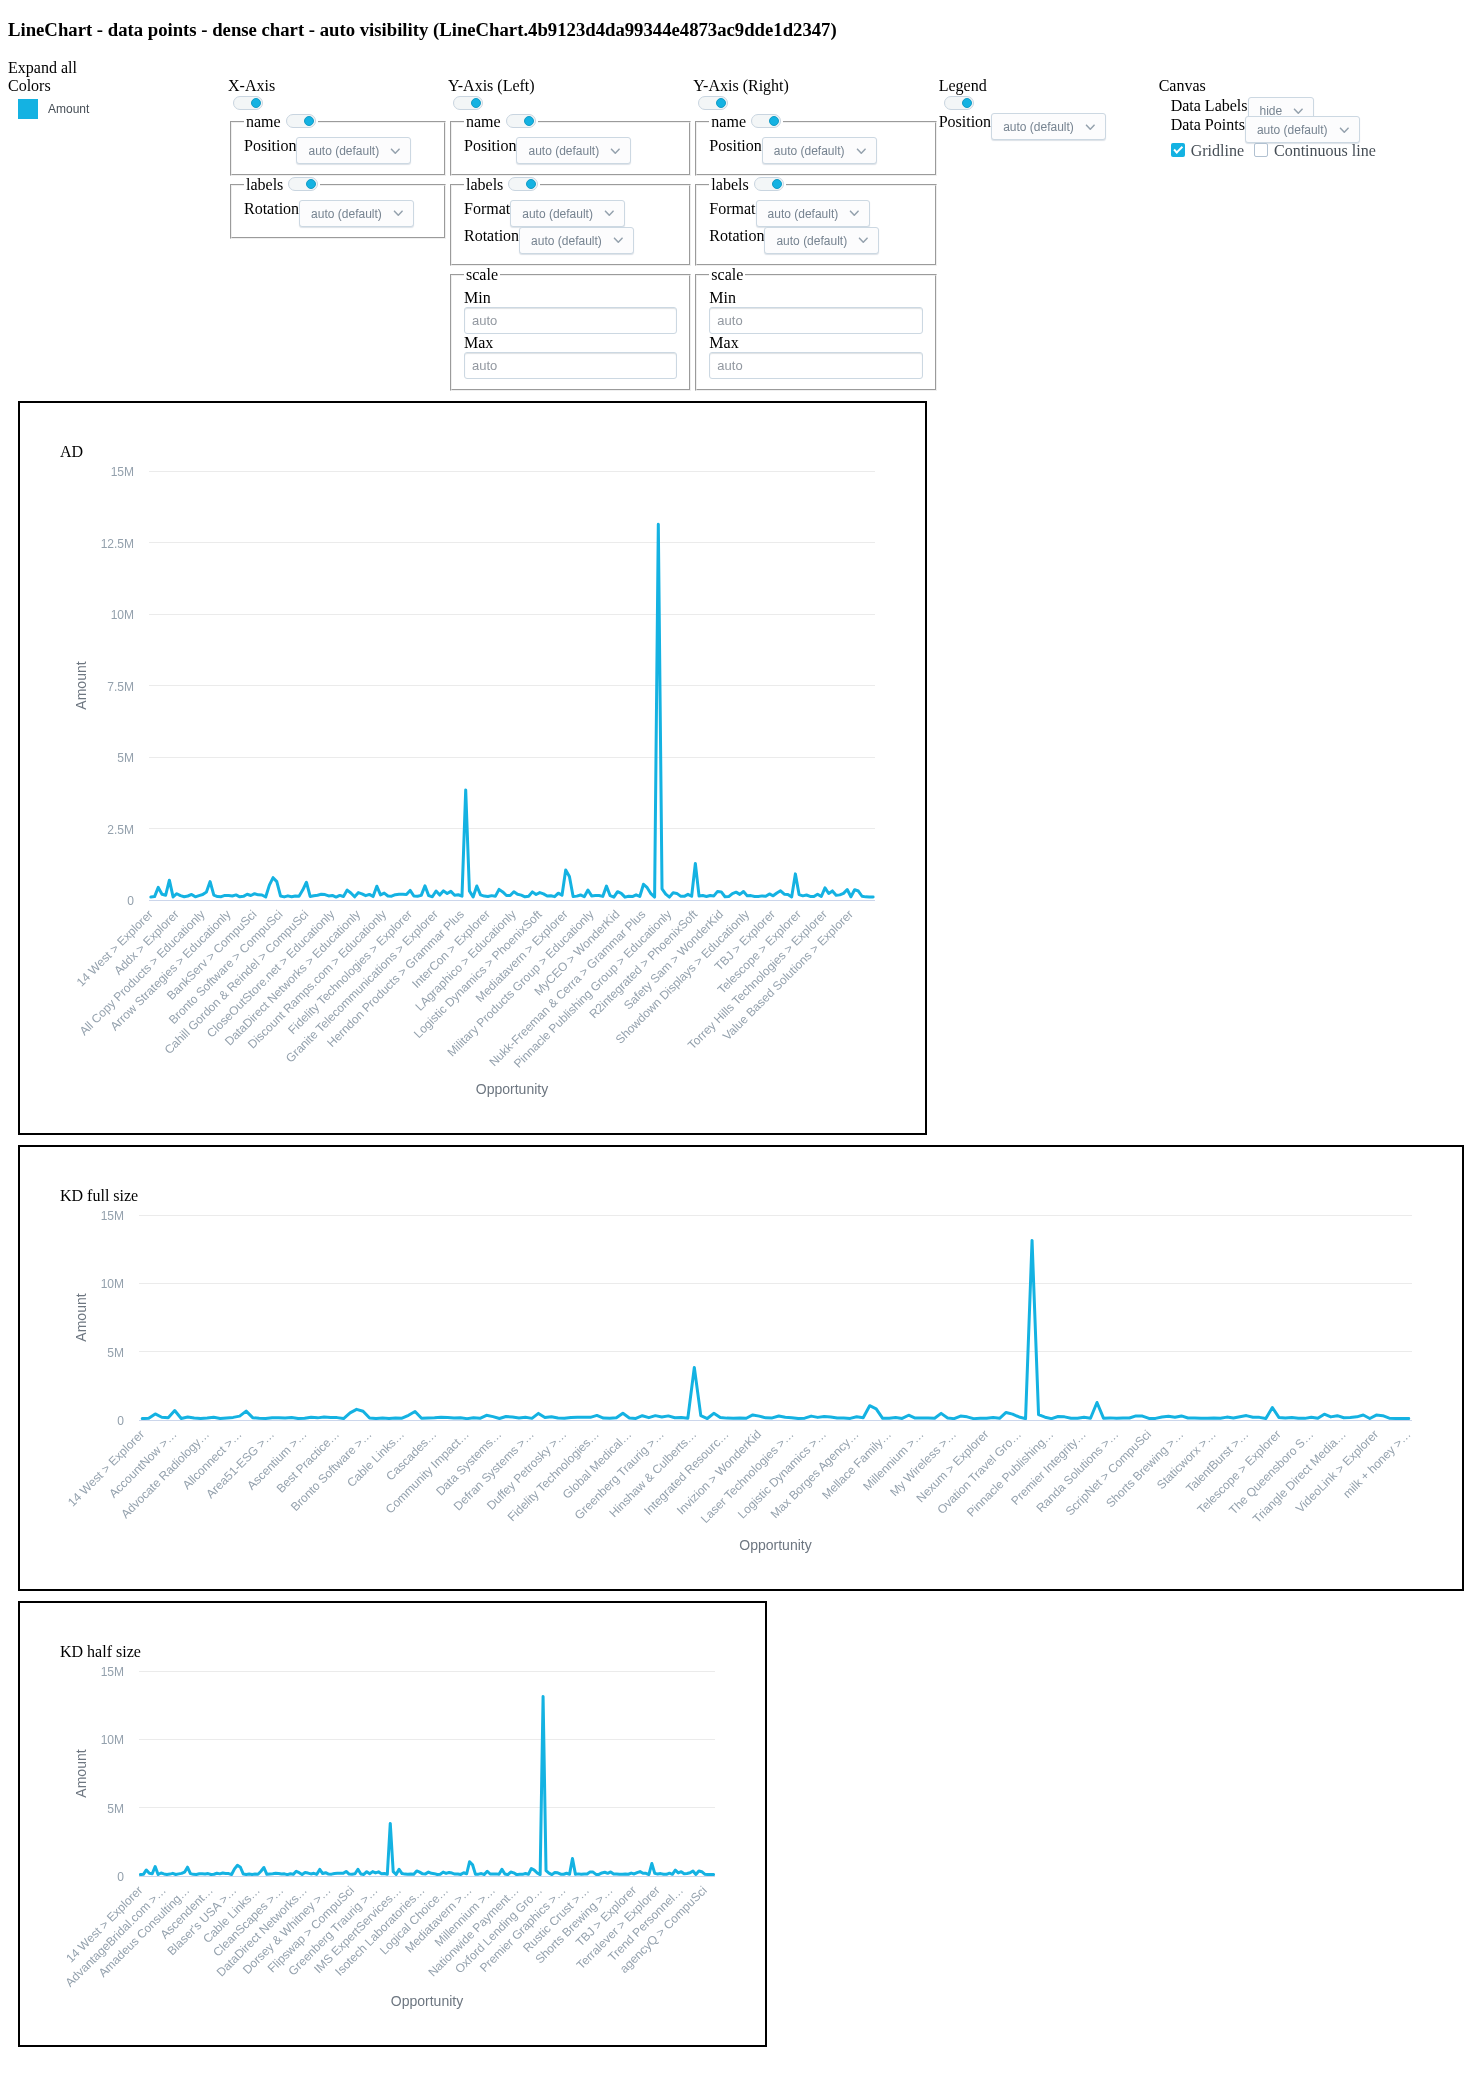 LineChart - data points - dense chart - auto visibility (LineChart.4b9123d4da99344e4873ac9dde1d2347)
Expand all
Colors
Amount
X-Axis
name
Position auto (default)
labels
Rotation auto (default)
Y-Axis (Left)
name
Position auto (default)
labels
Format auto (default)
Rotation auto (default)
scale
Min
auto
Max
auto
Y-Axis (Right)
name
Position auto (default)
labels
Format auto (default)
Rotation auto (default)
scale
Min
auto
Max
auto
Legend
Position auto (default)
Canvas
Data Labels hide
Data Points auto (default)
Gridline Continuous line
AD
15M
12.5M
10M
7.5M
5M
2.5M
0
Amount
14 West > Explorer
Addx > Explorer
All Copy Products > Educationly
Arrow Strategies > Educationly
BankServ > CompuSci
Bronto Software > CompuSci
Cahill Gordon & Reindel > CompuSci
CloseOutStore.net > Educationly
DataDirect Networks > Educationly
Discount Ramps.com > Educationly
Fidelity Technologies > Explorer
Granite Telecommunications > Explorer
Herndon Products > Grammar Plus
InterCon > Explorer
LAgraphico > Educationly
Logistic Dynamics > PhoenixSoft
Mediatavern > Explorer
Military Products Group > Educationly
MyCEO > WonderKid
Nukk-Freeman & Cerra > Grammar Plus
Pinnacle Publishing Group > Educationly
R2integrated > PhoenixSoft
Safety Sam > WonderKid
Showdown Displays > Educationly
TBJ > Explorer
Telescope > Explorer
Torrey Hills Technologies > Explorer
Value Based Solutions > Explorer
Opportunity
KD full size
15M
10M
5M
0
Amount
14 West > Explorer
AccountNow >…
Advocate Radiology…
Allconnect >…
Area51-ESG >…
Ascentium >…
Best Practice…
Bronto Software >…
Cable Links…
Cascades…
Community Impact…
Data Systems…
Defran Systems >…
Duffey Petrosky >…
Fidelity Technologies…
Global Medical…
Greenberg Traurig >…
Hinshaw & Culberts…
Integrated Resourc…
Invizion > WonderKid
Laser Technologies >…
Logistic Dynamics >…
Max Borges Agency…
Mellace Family…
Millennium >…
My Wireless >…
Nexum > Explorer
Ovation Travel Gro…
Pinnacle Publishing…
Premier Integrity…
Randa Solutions >…
ScripNet > CompuSci
Shorts Brewing >…
Staticworx >…
TalentBurst >…
Telescope > Explorer
The Queensboro S…
Triangle Direct Media…
VideoLink > Explorer
milk + honey >…
Opportunity
KD half size
15M
10M
5M
0
Amount
14 West > Explorer
AdvantageBridal.com >…
Amadeus Consulting…
Ascendent…
Blaser's USA >…
Cable Links…
CleanScapes >…
DataDirect Networks…
Dorsey & Whitney >…
Flipswap > CompuSci
Greenberg Traurig >…
IMS ExpertServices…
Isotech Laboratories…
Logical Choice…
Mediatavern >…
Millennium >…
Nationwide Payment…
Oxford Lending Gro…
Premier Graphics >…
Rustic Crust >…
Shorts Brewing >…
TBJ > Explorer
Terralever > Explorer
Trend Personnel…
agencyQ > CompuSci
Opportunity